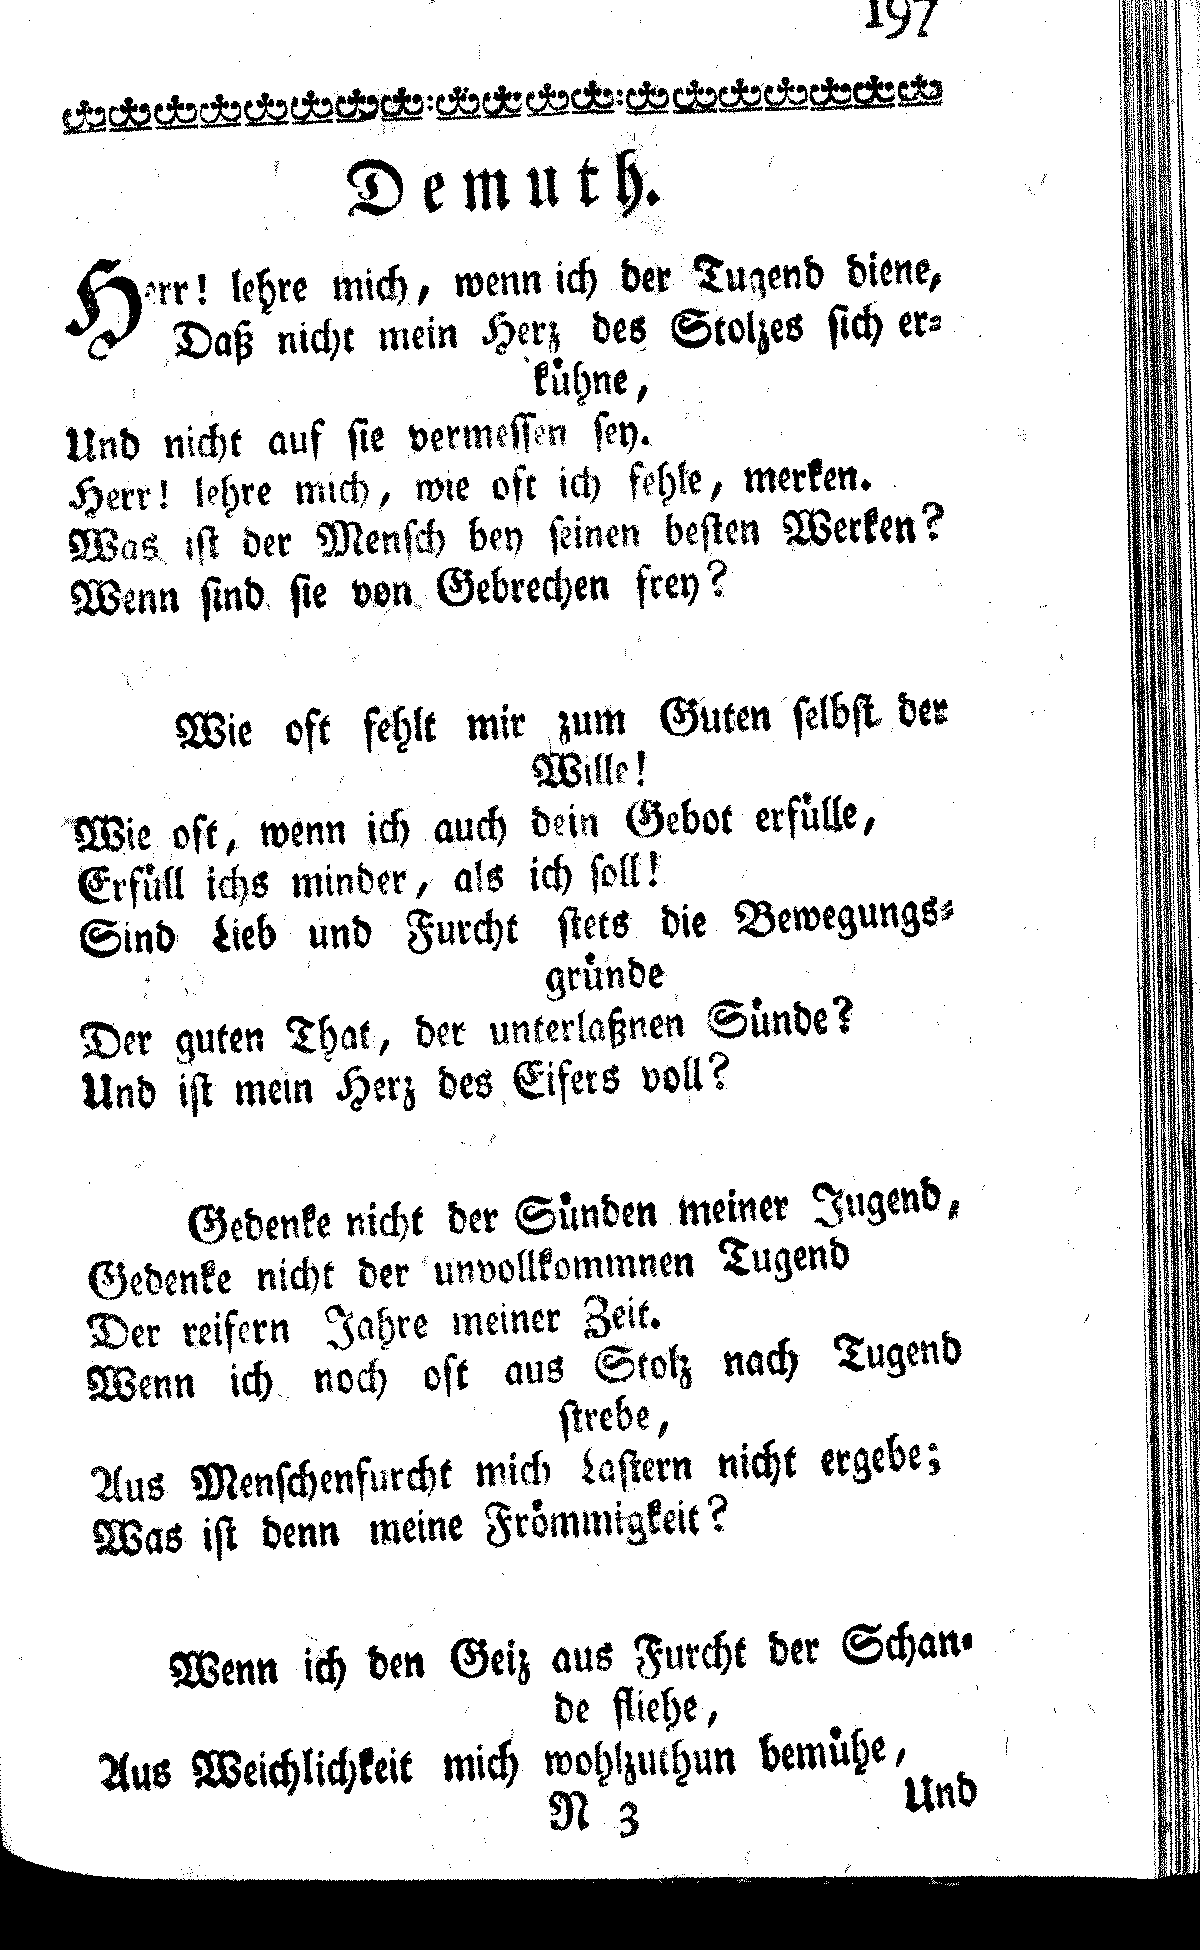 197
Demuth.
Herr! lehre mich, wenn ich der Tugend diene,
Daß nicht mein Herz des Stolzes sich er-
kühne,
Und nicht auf sie vermessen sey.
Herr! lehre mich, wie oft ich fehle, merken.
Was ist der Mensch bey seinen besten Werken?
Wenn sind sie von Gebrechen frey?
Wie oft fehlt mir zum Guten selbst der
Wille!
Wie oft, wenn ich auch dein Gebot erfülle,
Erfüll ichs minder, als ich soll!
Sind Lieb und Furcht stets die Bewegungs-
gründe
Der guten That, der unterlaßnen Sünde?
Und ist mein Herz des Eifers voll?
Gedenke nicht der Sünden meiner Jugend,
Gedenke nicht der unvollkommnen Tugend
Der reifern Jahre meiner Zeit.
Wenn ich noch oft aus Stolz nach Tugend
strebe,
Aus Menschenfurcht mich Lastern nicht ergebe;
Was ist denn meine Frömmigkeit?
Wenn ich den Geiz aus Furcht der Schan-
de fliehe,
Aus Weichlichkeit mich wohlzuthun bemühe,
N 3
Und